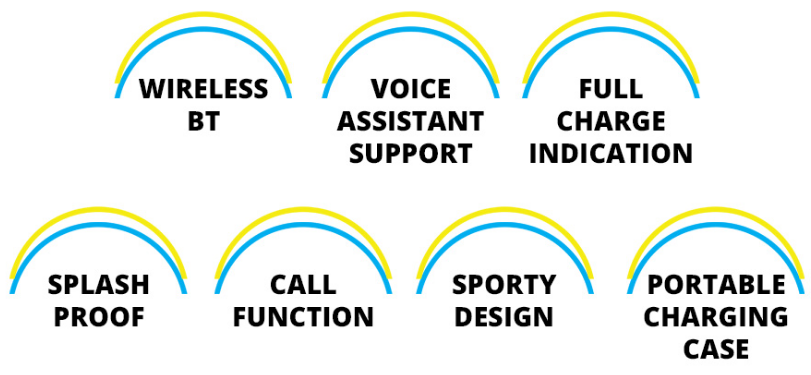 WIRELESS
BT
VOICE
ASSISTANT
SUPPORT
FULL
CHARGE
INDICATION
SPLASH
PROOF
CALL
FUNCTION
SPORTY
DESIGN
PORTABLE
CHARGING
CASE